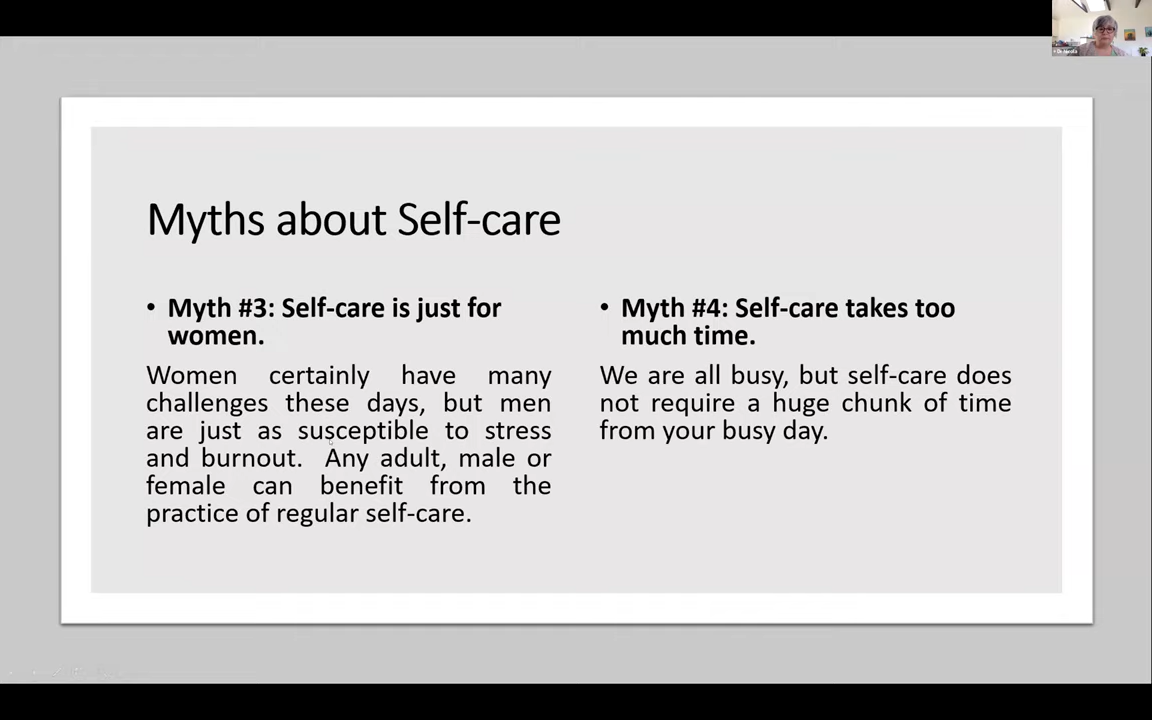 Myths about Self-care
• Myth #3: Self-care is just for
women.
Women certainly have many
challenges these days, but men
are just as susceptible to stress
and burnout. Any adult, male or
female can benefit from the
practice of regular self-care.
• Myth #4: Self-care takes too
much time.
We are all busy, but self-care does
not require a huge chunk of time
from your busy day.